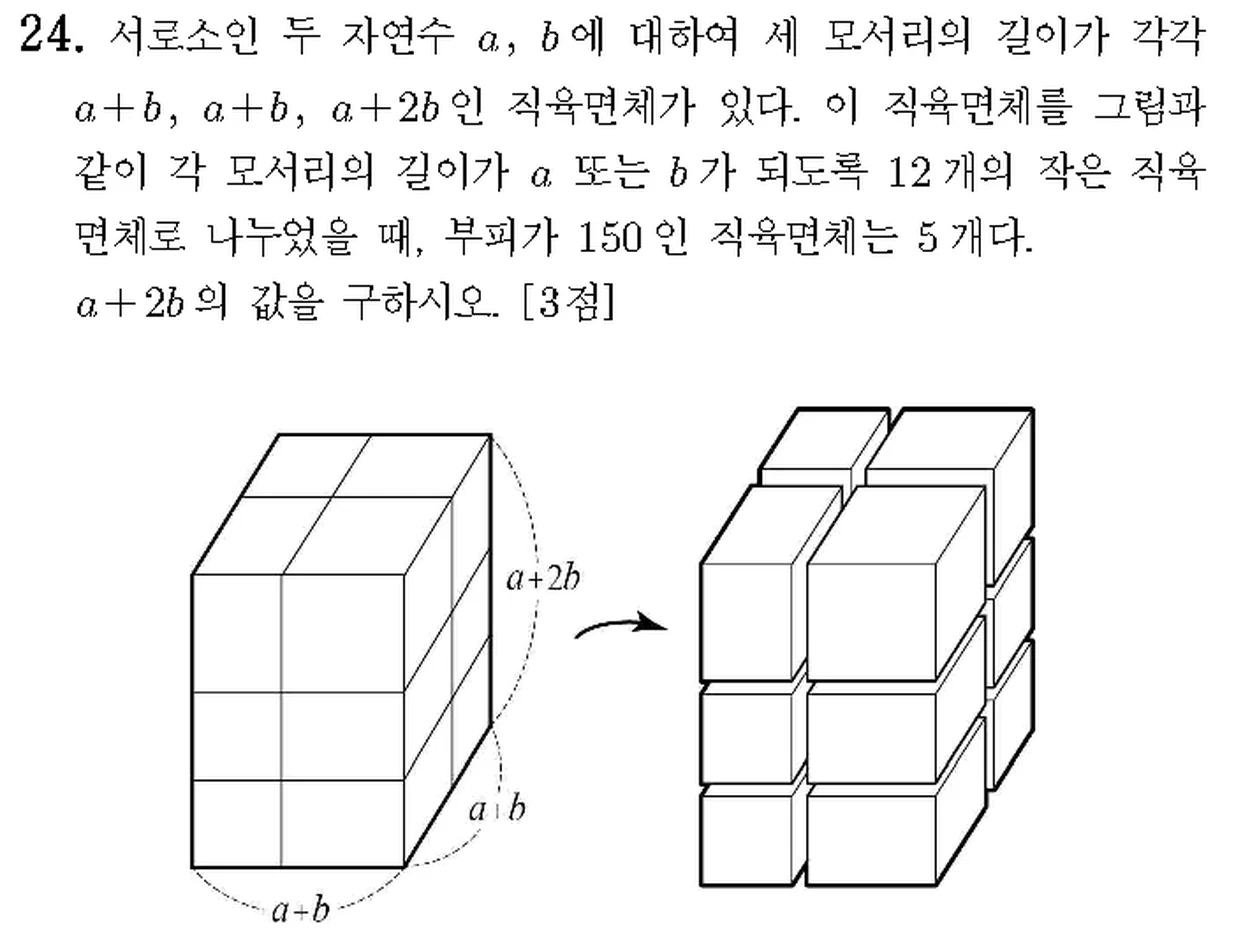 24. 서로소인 두 자연수 a, b에 대하여 세 모서리의 길이가 각각
a+b, a+b, a+2b인 직육면체가 있다. 이 직육면체를 그림과
같이 각 모서리의 길이가 a 또는 b가 되도록 12개의 작은 직육
면체로 나누었을 때, 부피가 150인 직육면체는 5개다.
a+2b의 값을 구하시오. [3점]
a+2b
a+b
a+b